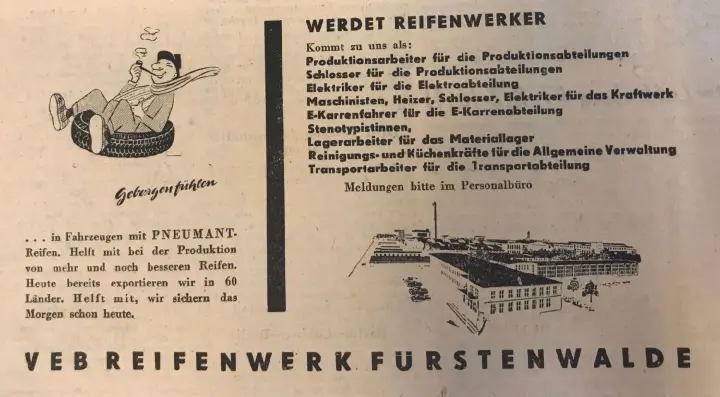 Geborgen fühlen
... in Fahrzeugen mit PNEUMANT-
Reifen. Helft mit bei der Produktion
von mehr und noch besseren Reifen.
Heute bereits exportieren wir in 60
Länder. Helft mit, wir sichern das
Morgen schon heute.
WERDET REIFENWERKER
Kommt zu uns als:
Produktionsarbeiter für die Produktionsabteilungen
Schlosser für die Produktionsabteilungen
Elektriker für die Elektroabteilung
Maschinisten, Heizer, Schlosser, Elektriker für das Kraftwerk
E-Karrenfahrer für die E-Karrenabteilung
Stenotypistinnen,
Lagerarbeiter für das Materiallager
Reinigungs- und Küchenkräfte für die Allgemeine Verwaltung
Transportarbeiter für die Transportabteilung
Meldungen bitte im Personalbüro
VEB REIFENWERK FÜRSTENWALDE